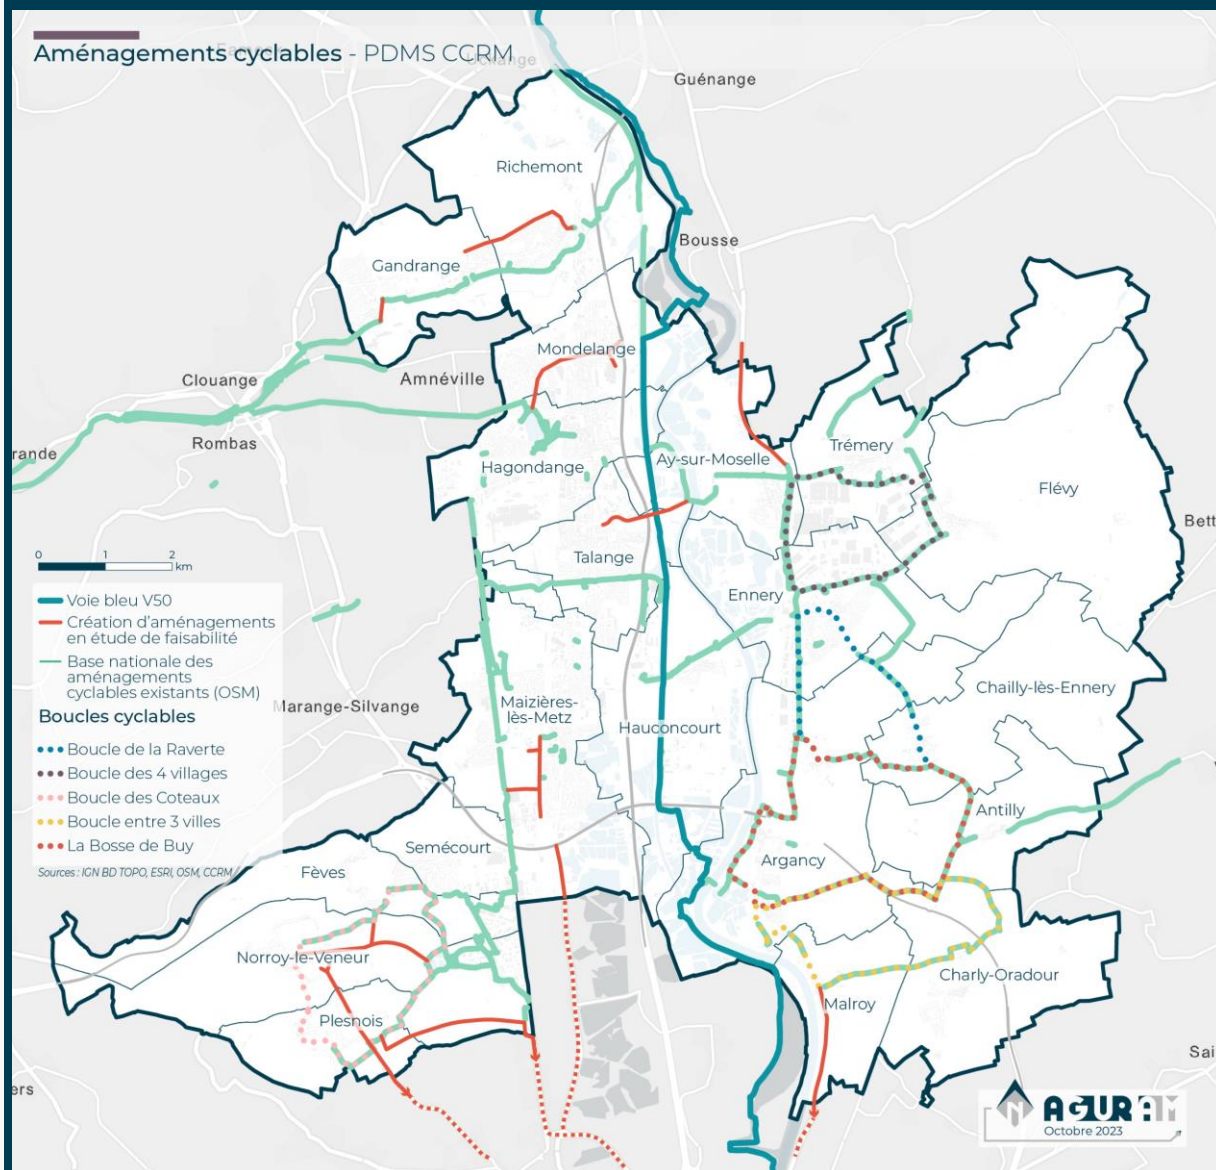 Aménagements cyclables - PDMS CCRM
Uckange
Guénange
Richemont
Bousse
Gandrange
Mondelange
Clouange
Amnéville
Rombas
rande
Hagondange
Ay-sur-Moselle
Trémery
Flévy
Bett
Talange
Ennery
0 1 2
km
Voie bleu V50
Création d'aménagements
en étude de faisabilité
Base nationale des
aménagements
cyclables existants (OSM)
Boucles cyclables
Boucle de la Raverte
Boucle des 4 villages
Boucle des Coteaux
Boucle entre 3 villes
La Bosse de Buy
Sources : IGN BD TOPO, ESRI, OSM, CCRM
Marange-Silvange
Maizières-
lès-Metz
Hauconcourt
Chailly-lès-Ennery
Antilly
Semécourt
Argancy
Fèves
Norroy-le-Veneur
Charly-Oradour
Malroy
Plesnois
Sai
ers
N
AGURAM
Octobre 2023